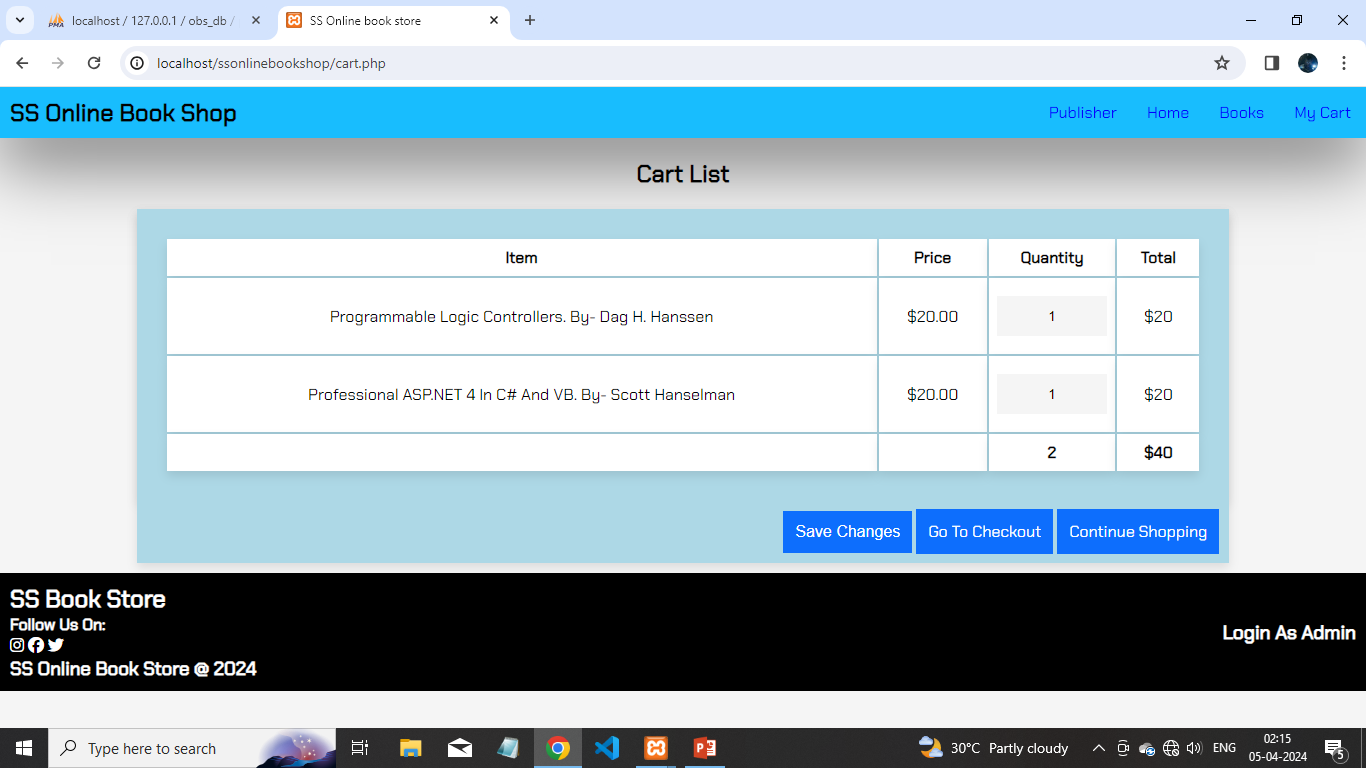 localhost / 127.0.0.1 / obs_db /
SS Online book store
localhost/ssonlinebookshop/cart.php
SS Online Book Shop
Publisher Home Books My Cart
Cart List
Item Price Quantity Total
Programmable Logic Controllers. By- Dag H. Hanssen $20.00 1 $20
Professional ASP.NET 4 In C# And VB. By- Scott Hanselman $20.00 1 $20
2 $40
Save Changes Go To Checkout Continue Shopping
SS Book Store
Follow Us On:
Login As Admin
SS Online Book Store @ 2024
Type here to search
30°C Partly cloudy
ENG
02:15
05-04-2024
5